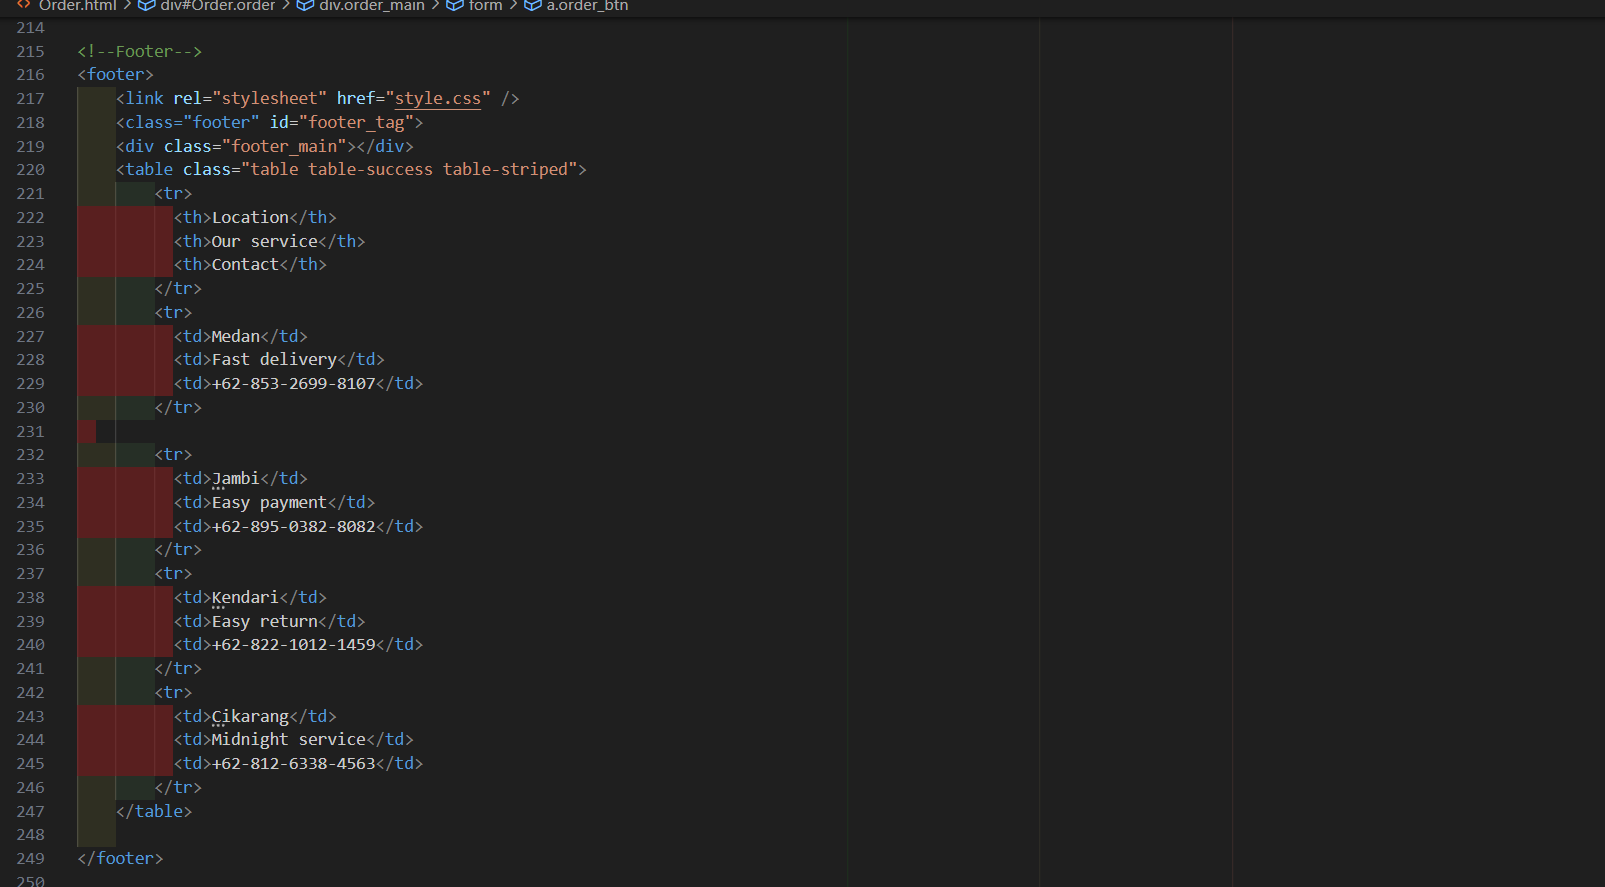 Order.html > div#Order.order > div.order_main > form > a.order_btn
214
215 <!--Footer-->
216 <footer>
217     <link rel="stylesheet" href="style.css" />
218     <class="footer" id="footer_tag">
219     <div class="footer_main"></div>
220     <table class="table table-success table-striped">
221         <tr>
222           <th>Location</th>
223           <th>Our service</th>
224           <th>Contact</th>
225         </tr>
226         <tr>
227           <td>Medan</td>
228           <td>Fast delivery</td>
229           <td>+62-853-2699-8107</td>
230         </tr>
231
232         <tr>
233           <td>Jambi</td>
234           <td>Easy payment</td>
235           <td>+62-895-0382-8082</td>
236         </tr>
237         <tr>
238           <td>Kendari</td>
239           <td>Easy return</td>
240           <td>+62-822-1012-1459</td>
241         </tr>
242         <tr>
243           <td>Cikarang</td>
244           <td>Midnight service</td>
245           <td>+62-812-6338-4563</td>
246         </tr>
247     </table>
248
249 </footer>
250